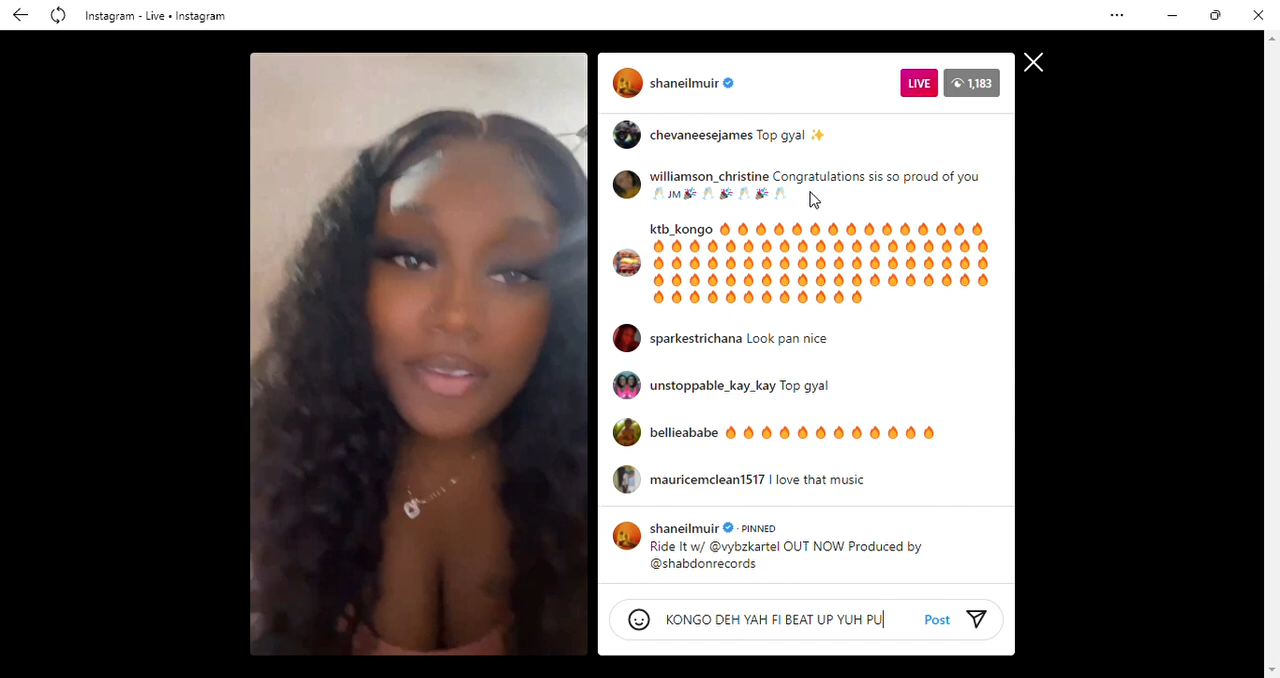 Instagram - Live • Instagram
shaneilmuir
LIVE
1,183
chevaneesejames Top gyal ✨
williamson_christine Congratulations sis so proud of you
🥂 JM 🎉 🥂 🎉 🥂 🎉 🥂
ktb_kongo 🔥🔥🔥🔥🔥🔥🔥🔥🔥🔥🔥🔥🔥🔥🔥
🔥🔥🔥🔥🔥🔥🔥🔥🔥🔥🔥🔥🔥🔥🔥🔥🔥🔥🔥
🔥🔥🔥🔥🔥🔥🔥🔥🔥🔥🔥🔥🔥🔥🔥🔥🔥🔥🔥
🔥🔥🔥🔥🔥🔥🔥🔥🔥🔥🔥🔥🔥🔥🔥🔥🔥🔥🔥
🔥🔥🔥🔥🔥🔥🔥🔥🔥🔥🔥🔥
sparkestrichana Look pan nice
unstoppable_kay_kay Top gyal
bellieababe 🔥🔥🔥🔥🔥🔥🔥🔥🔥🔥🔥🔥
mauricemclean1517 I love that music
shaneilmuir · PINNED
Ride It w/ @vybzkartel OUT NOW Produced by
@shabdonrecords
KONGO DEH YAH FI BEAT UP YUH PU
Post